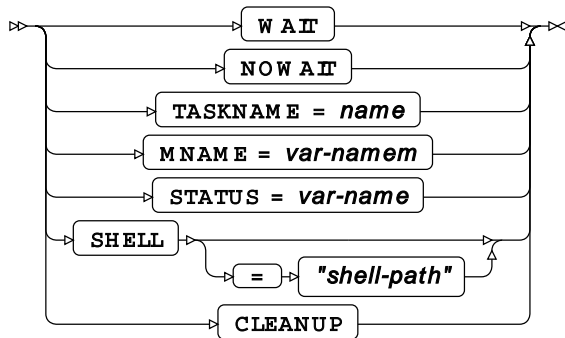 WAIT
NOWAIT
TASKNAME = name
MNAME = var-namem
STATUS = var-name
SHELL
= "shell-path"
CLEANUP